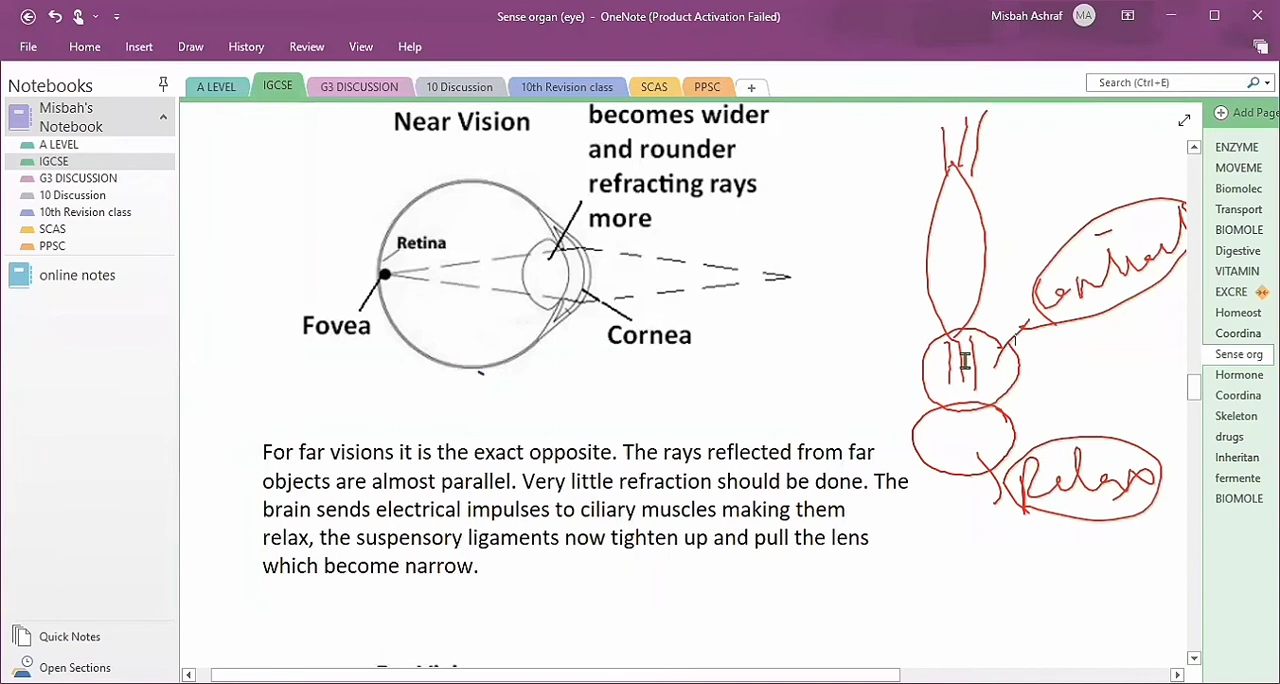 Sense organ (eye) - OneNote (Product Activation Failed)
Misbah Ashraf
MA
File
Home
Insert
Draw
History
Review
View
Help
Notebooks
A LEVEL
IGCSE
G3 DISCUSSION
10 Discussion
10th Revision class
SCAS
PPSC
+
Search (Ctrl+E)
Misbah's
Notebook
A LEVEL
IGCSE
G3 DISCUSSION
10 Discussion
10th Revision class
SCAS
PPSC
online notes
Quick Notes
Open Sections
Near Vision
becomes wider
and rounder
refracting rays
more
Retina
Fovea
Cornea
For far visions it is the exact opposite. The rays reflected from far
objects are almost parallel. Very little refraction should be done. The
brain sends electrical impulses to ciliary muscles making them
relax, the suspensory ligaments now tighten up and pull the lens
which become narrow.
Relaxo
Add Page
ENZYME
MOVEME
Biomolec
Transport
BIOMOLE
Digestive
VITAMIN
EXCRE
Homeost
Coordina
Sense org
Hormone
Coordina
Skeleton
drugs
Inheritan
fermente
BIOMOLE